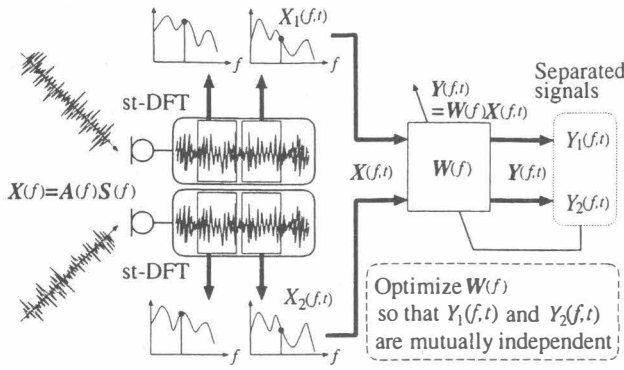 X₁(f,t)
f
f
st-DFT
Y(f,t)
=W(f)X(f,t)
Separated
signals
X(f)=A(f)S(f)
X(f,t)
W(f)
Y(f,t)
Y₁(f,t)
Y₂(f,t)
st-DFT
X₂(f,t)
f
f
Optimize W(f)
so that Y₁(f,t) and Y₂(f,t)
are mutually independent